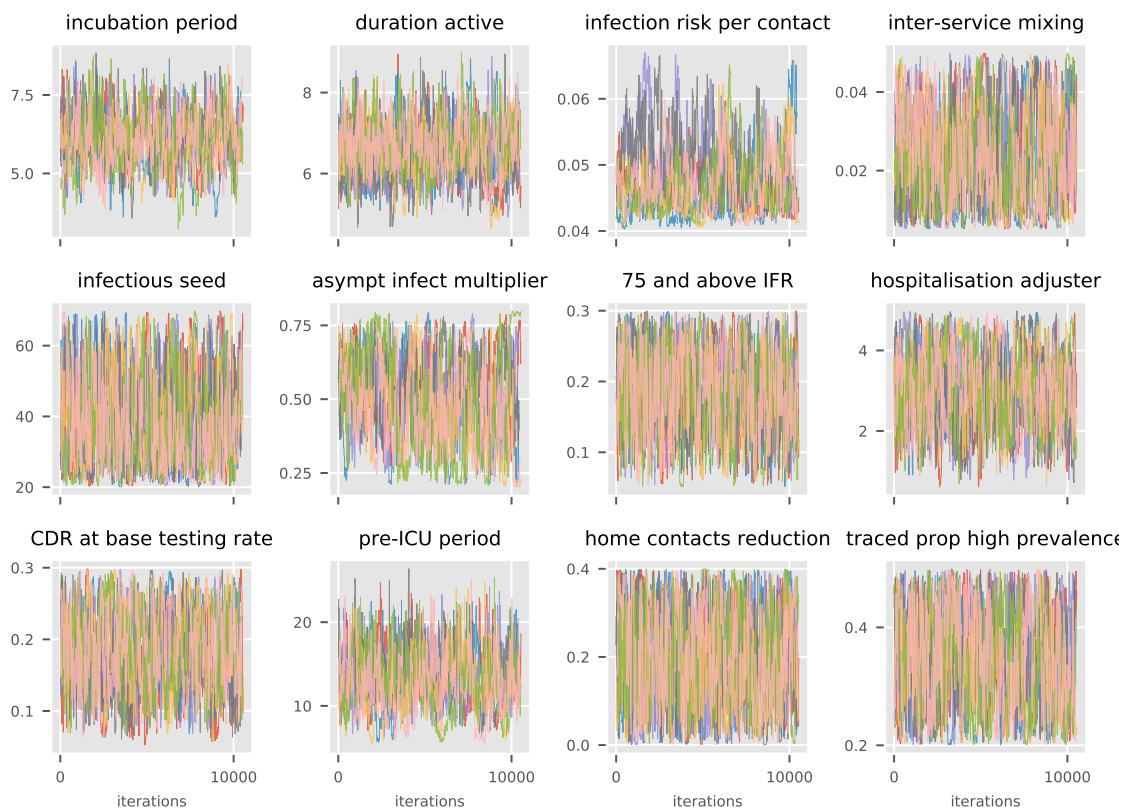 incubation period
duration active
infection risk per contact
inter-service mixing
7.5
5.0
8
6
0.06
0.05
0.04
0.04
0.02
infectious seed
asympt infect multiplier
75 and above IFR
hospitalisation adjuster
60
40
20
0.75
0.50
0.25
0.3
0.2
0.1
4
2
CDR at base testing rate
pre-ICU period
home contacts reduction
traced prop high prevalence
0.3
0.2
0.1
20
10
0.4
0.2
0.0
0.4
0.2
0 10000
0 10000
0 10000
0 10000
iterations
iterations
iterations
iterations